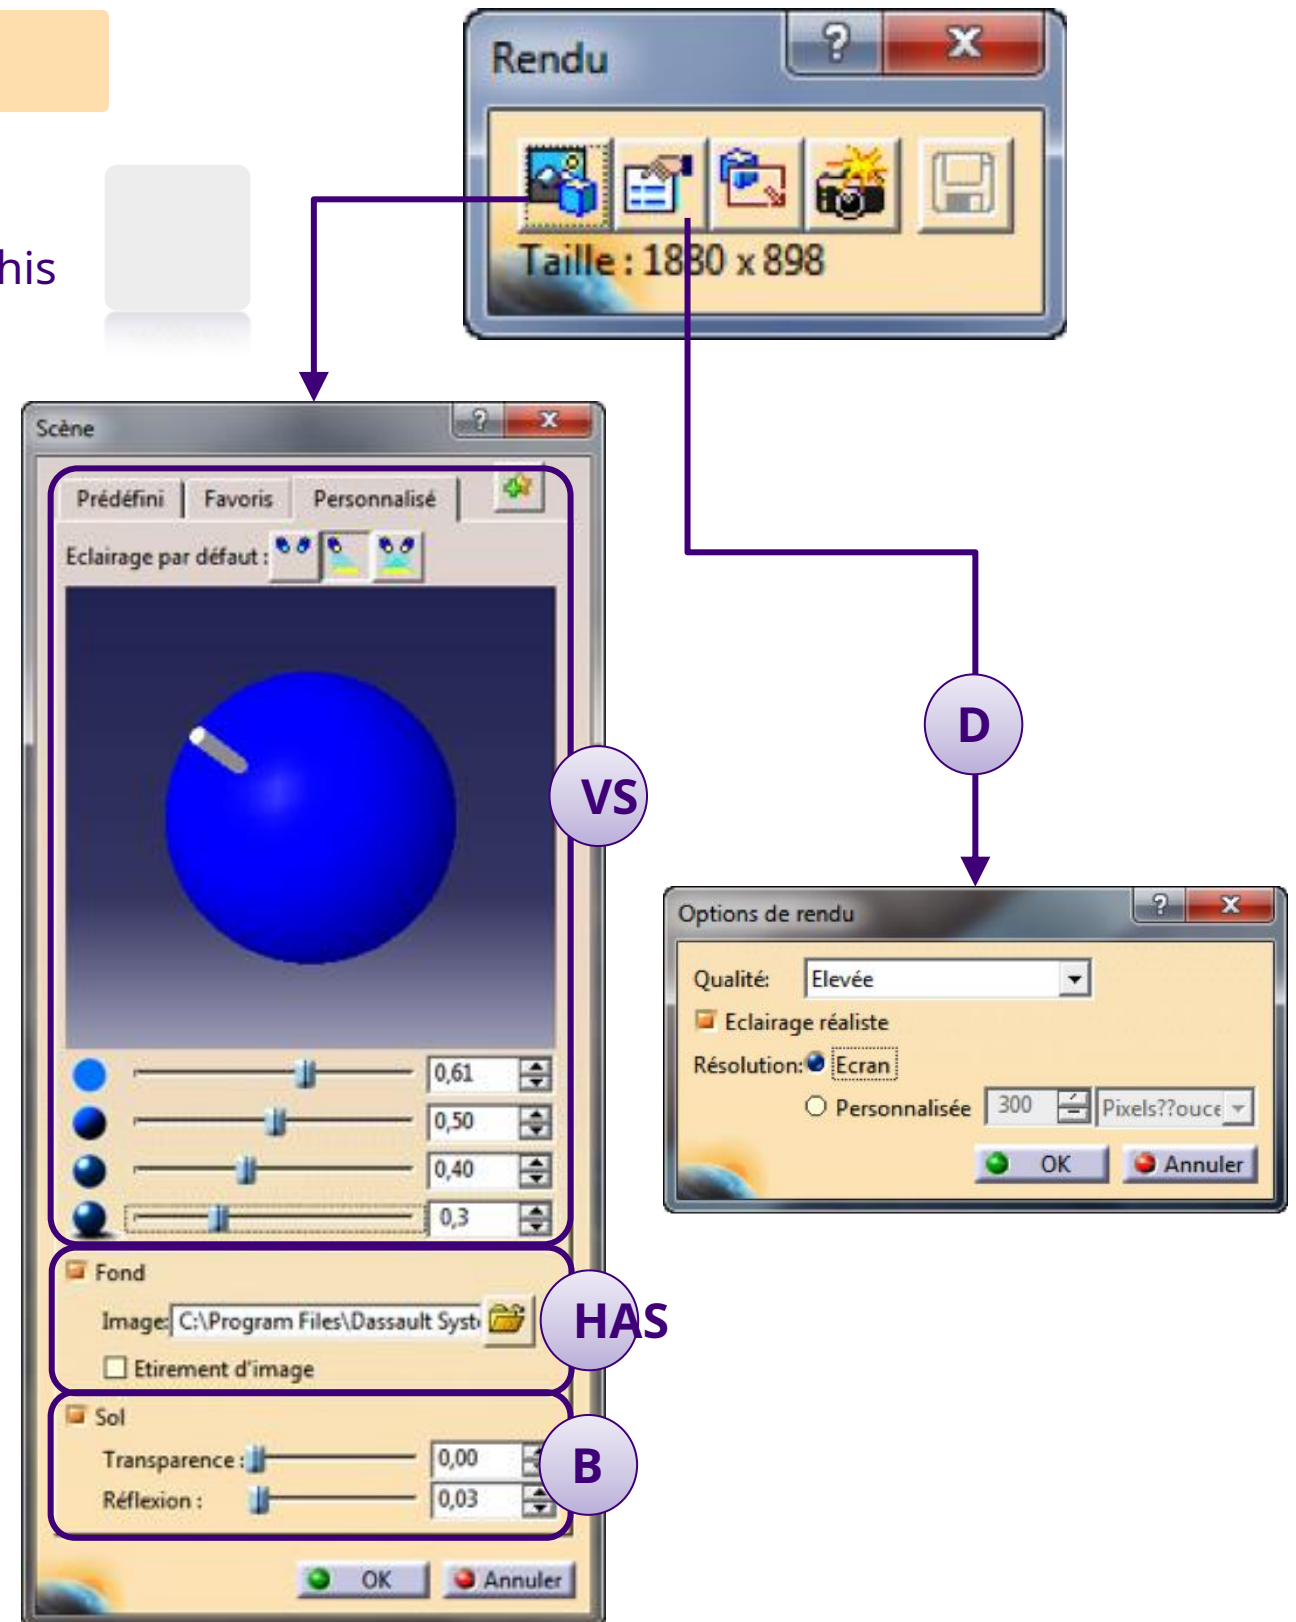 Rendu
Taille : 1880 x 898
his
Scène
Prédéfini Favoris Personnalisé
Eclairage par défaut :
VS
D
0,61
0,50
0,40
0,3
Fond
Image: C:\Program Files\Dassault Syst
Etirement d'image
HAS
Sol
Transparence : 0,00
Réflexion : 0,03
B
OK Annuler
Options de rendu
Qualité: Elevée
Eclairage réaliste
Résolution: Ecran
Personnalisée 300 Pixels??ouce
OK Annuler